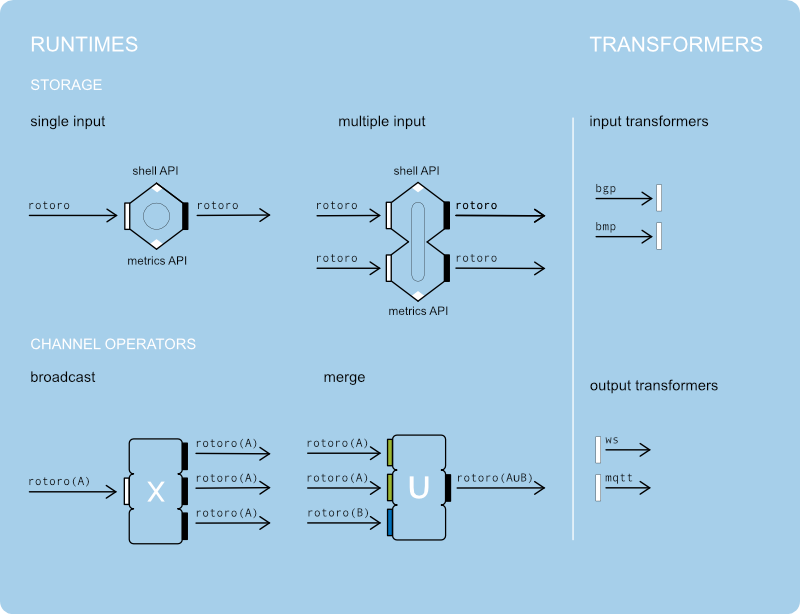 RUNTIMES
TRANSFORMERS
STORAGE
single input
multiple input
input transformers
shell API
shell API
rotoro
rotoro
rotoro
rotoro
bgp
bmp
rotoro
rotoro
metrics API
metrics API
CHANNEL OPERATORS
broadcast
merge
output transformers
rotoro(A)
rotoro(A)
ws
rotoro(A)
X
rotoro(A)
rotoro(A)
U
rotoro(AuB)
mqtt
rotoro(A)
rotoro(B)